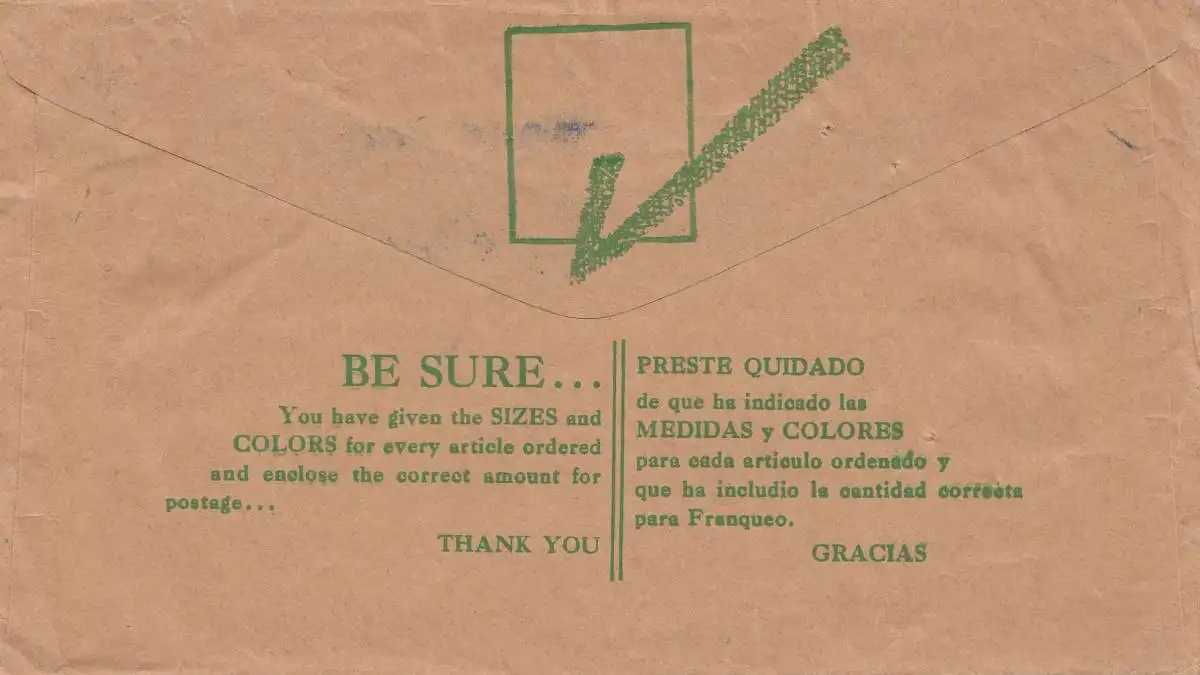 BE SURE...
You have given the SIZES and
COLORS for every article ordered
and enclose the correct amount for
postage...
THANK YOU
PRESTE QUIDADO
de que ha indicado las
MEDIDAS y COLORES
para cada articulo ordenado y
que ha includio la cantidad correcta
para Franqueo.
GRACIAS